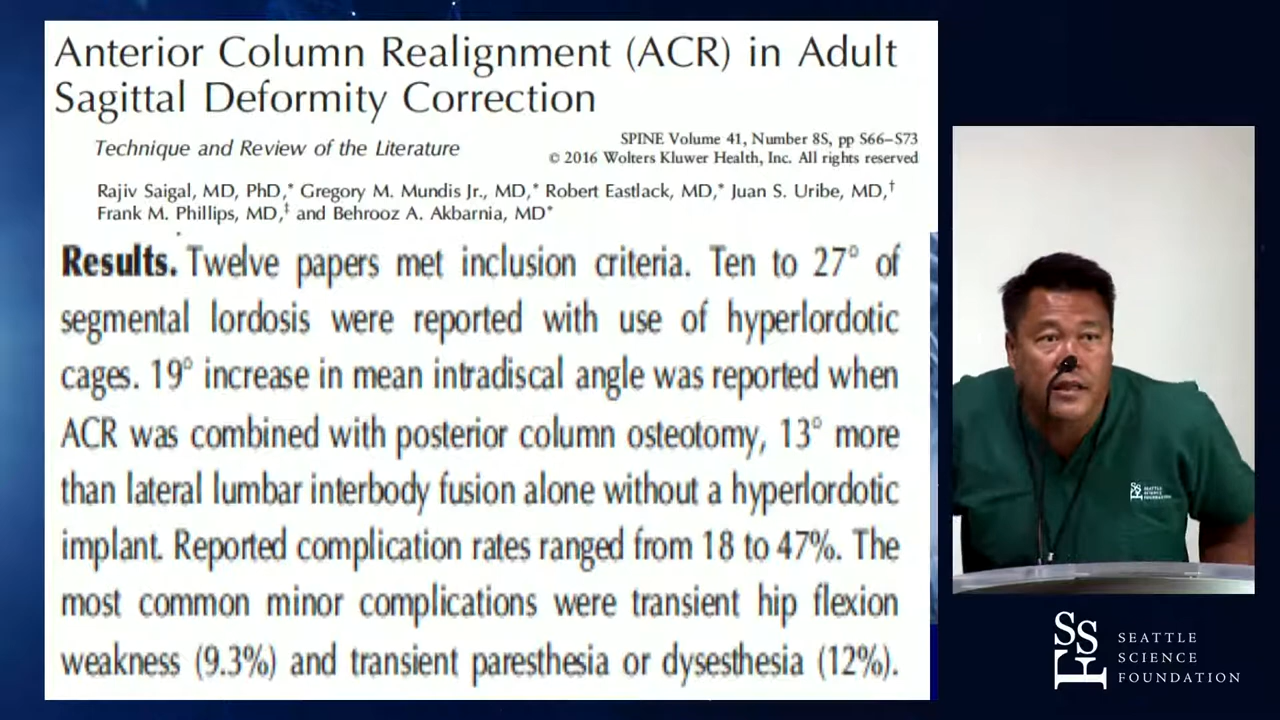 Anterior Column Realignment (ACR) in Adult
Sagittal Deformity Correction
Technique and Review of the Literature
SPINE Volume 41, Number 8S, pp S66–S73
© 2016 Wolters Kluwer Health, Inc. All rights reserved
Rajiv Saigal, MD, PhD,* Gregory M. Mundis Jr., MD,* Robert Eastlack, MD,* Juan S. Uribe, MD,†
Frank M. Phillips, MD,‡ and Behrooz A. Akbarnia, MD*
Results. Twelve papers met inclusion criteria. Ten to 27° of
segmental lordosis were reported with use of hyperlordotic
cages. 19° increase in mean intradiscal angle was reported when
ACR was combined with posterior column osteotomy, 13° more
than lateral lumbar interbody fusion alone without a hyperlordotic
implant. Reported complication rates ranged from 18 to 47%. The
most common minor complications were transient hip flexion
weakness (9.3%) and transient paresthesia or dysesthesia (12%).
SEATTLE
SCIENCE
FOUNDATION
SSF
SEATTLE
SCIENCE
FOUNDATION